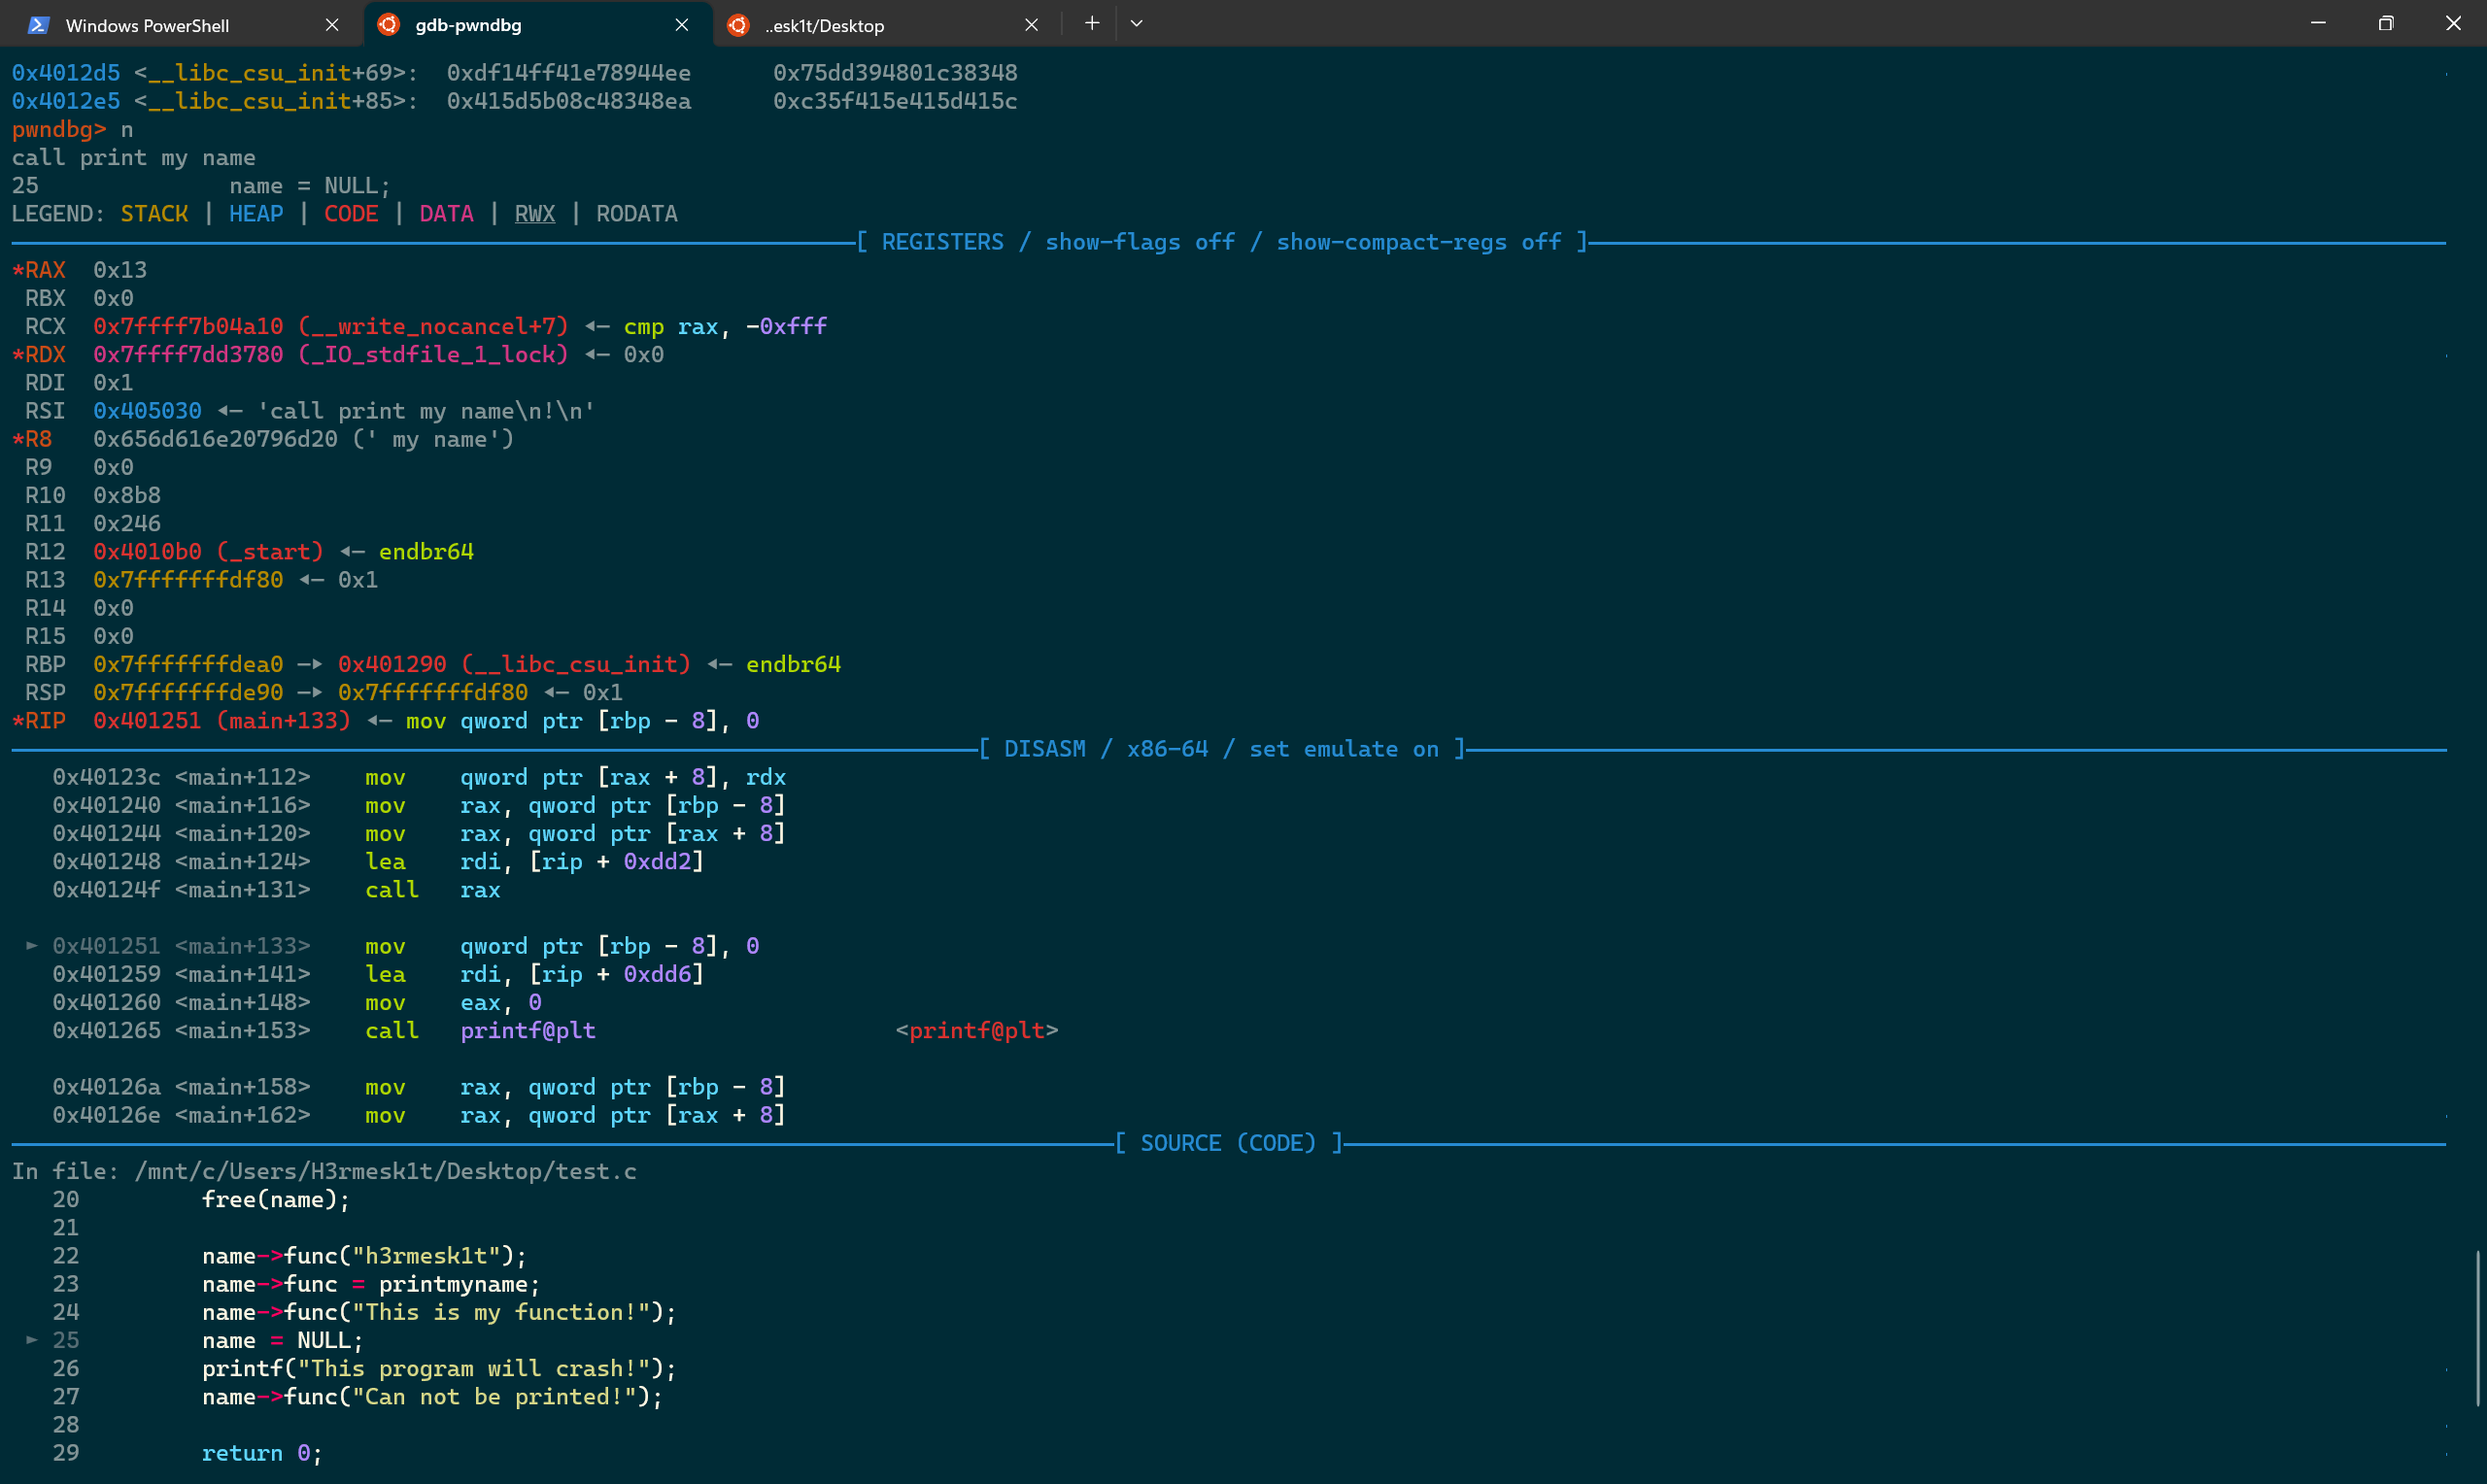 Windows PowerShell gdb-pwndbg ..esk1t/Desktop
0x4012d5 <__libc_csu_init+69>: 0xdf14ff41e78944ee 0x75dd394801c38348
0x4012e5 <__libc_csu_init+85>: 0x415d5b08c48348ea 0xc35f415e415d415c
pwndbg> n
call print my name
25 name = NULL;
LEGEND: STACK | HEAP | CODE | DATA | RWX | RODATA
[ REGISTERS / show-flags off / show-compact-regs off ]
*RAX 0x13
RBX 0x0
RCX 0x7ffff7b04a10 (__write_nocancel+7) ◂— cmp rax, -0xfff
*RDX 0x7ffff7dd3780 (_IO_stdfile_1_lock) ◂— 0x0
RDI 0x1
RSI 0x405030 ◂— 'call print my name\n!\n'
*R8 0x656d616e20796d20 (' my name')
R9 0x0
R10 0x8b8
R11 0x246
R12 0x4010b0 (_start) ◂— endbr64
R13 0x7fffffffdf80 ◂— 0x1
R14 0x0
R15 0x0
RBP 0x7fffffffdea0 —▸ 0x401290 (__libc_csu_init) ◂— endbr64
RSP 0x7fffffffde90 —▸ 0x7fffffffdf80 ◂— 0x1
*RIP 0x401251 (main+133) ◂— mov qword ptr [rbp - 8], 0
[ DISASM / x86-64 / set emulate on ]
0x40123c <main+112> mov qword ptr [rax + 8], rdx
0x401240 <main+116> mov rax, qword ptr [rbp - 8]
0x401244 <main+120> mov rax, qword ptr [rax + 8]
0x401248 <main+124> lea rdi, [rip + 0xdd2]
0x40124f <main+131> call rax
► 0x401251 <main+133> mov qword ptr [rbp - 8], 0
0x401259 <main+141> lea rdi, [rip + 0xdd6]
0x401260 <main+148> mov eax, 0
0x401265 <main+153> call printf@plt <printf@plt>
0x40126a <main+158> mov rax, qword ptr [rbp - 8]
0x40126e <main+162> mov rax, qword ptr [rax + 8]
[ SOURCE (CODE) ]
In file: /mnt/c/Users/H3rmesk1t/Desktop/test.c
20 free(name);
21
22 name->func("h3rmesk1t");
23 name->func = printmyname;
24 name->func("This is my function!");
► 25 name = NULL;
26 printf("This program will crash!");
27 name->func("Can not be printed!");
28
29 return 0;